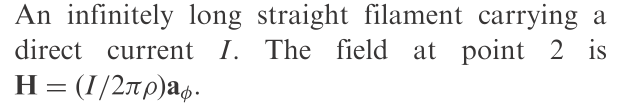 An infinitely long straight filament carrying a
direct current I. The field at point 2 is
H = (I/2πρ)aϕ.